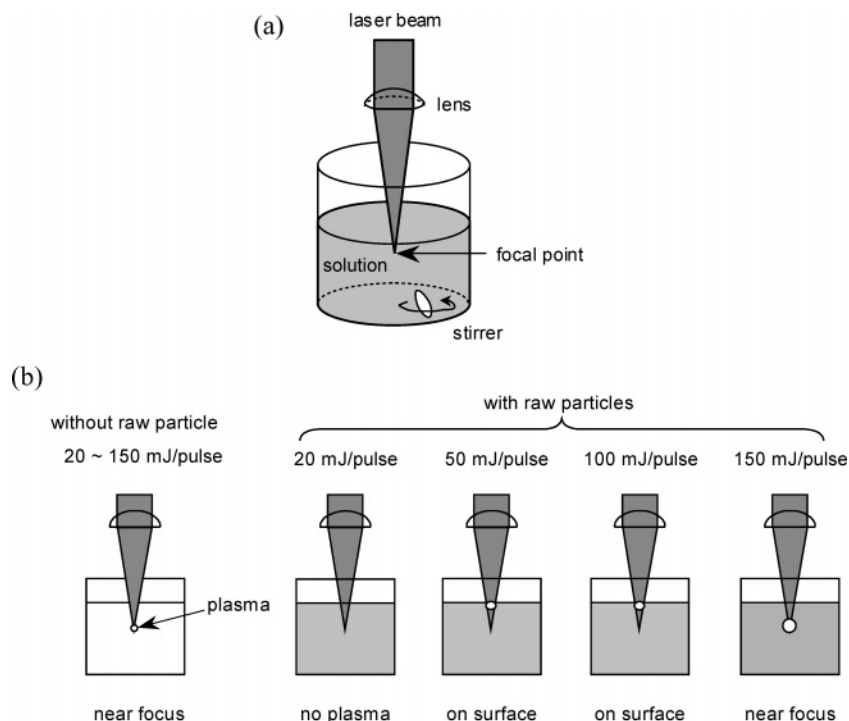 (a)
laser beam
lens
focal point
solution
stirrer
(b)
without raw particle
with raw particles
20 ~ 150 mJ/pulse
20 mJ/pulse
50 mJ/pulse
100 mJ/pulse
150 mJ/pulse
plasma
near focus
no plasma
on surface
on surface
near focus